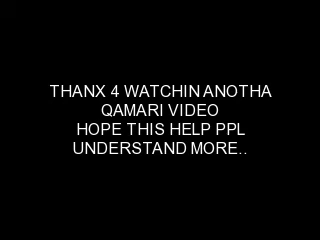 THANX 4 WATCHIN ANOTHA
QAMARI VIDEO
HOPE THIS HELP PPL
UNDERSTAND MORE..